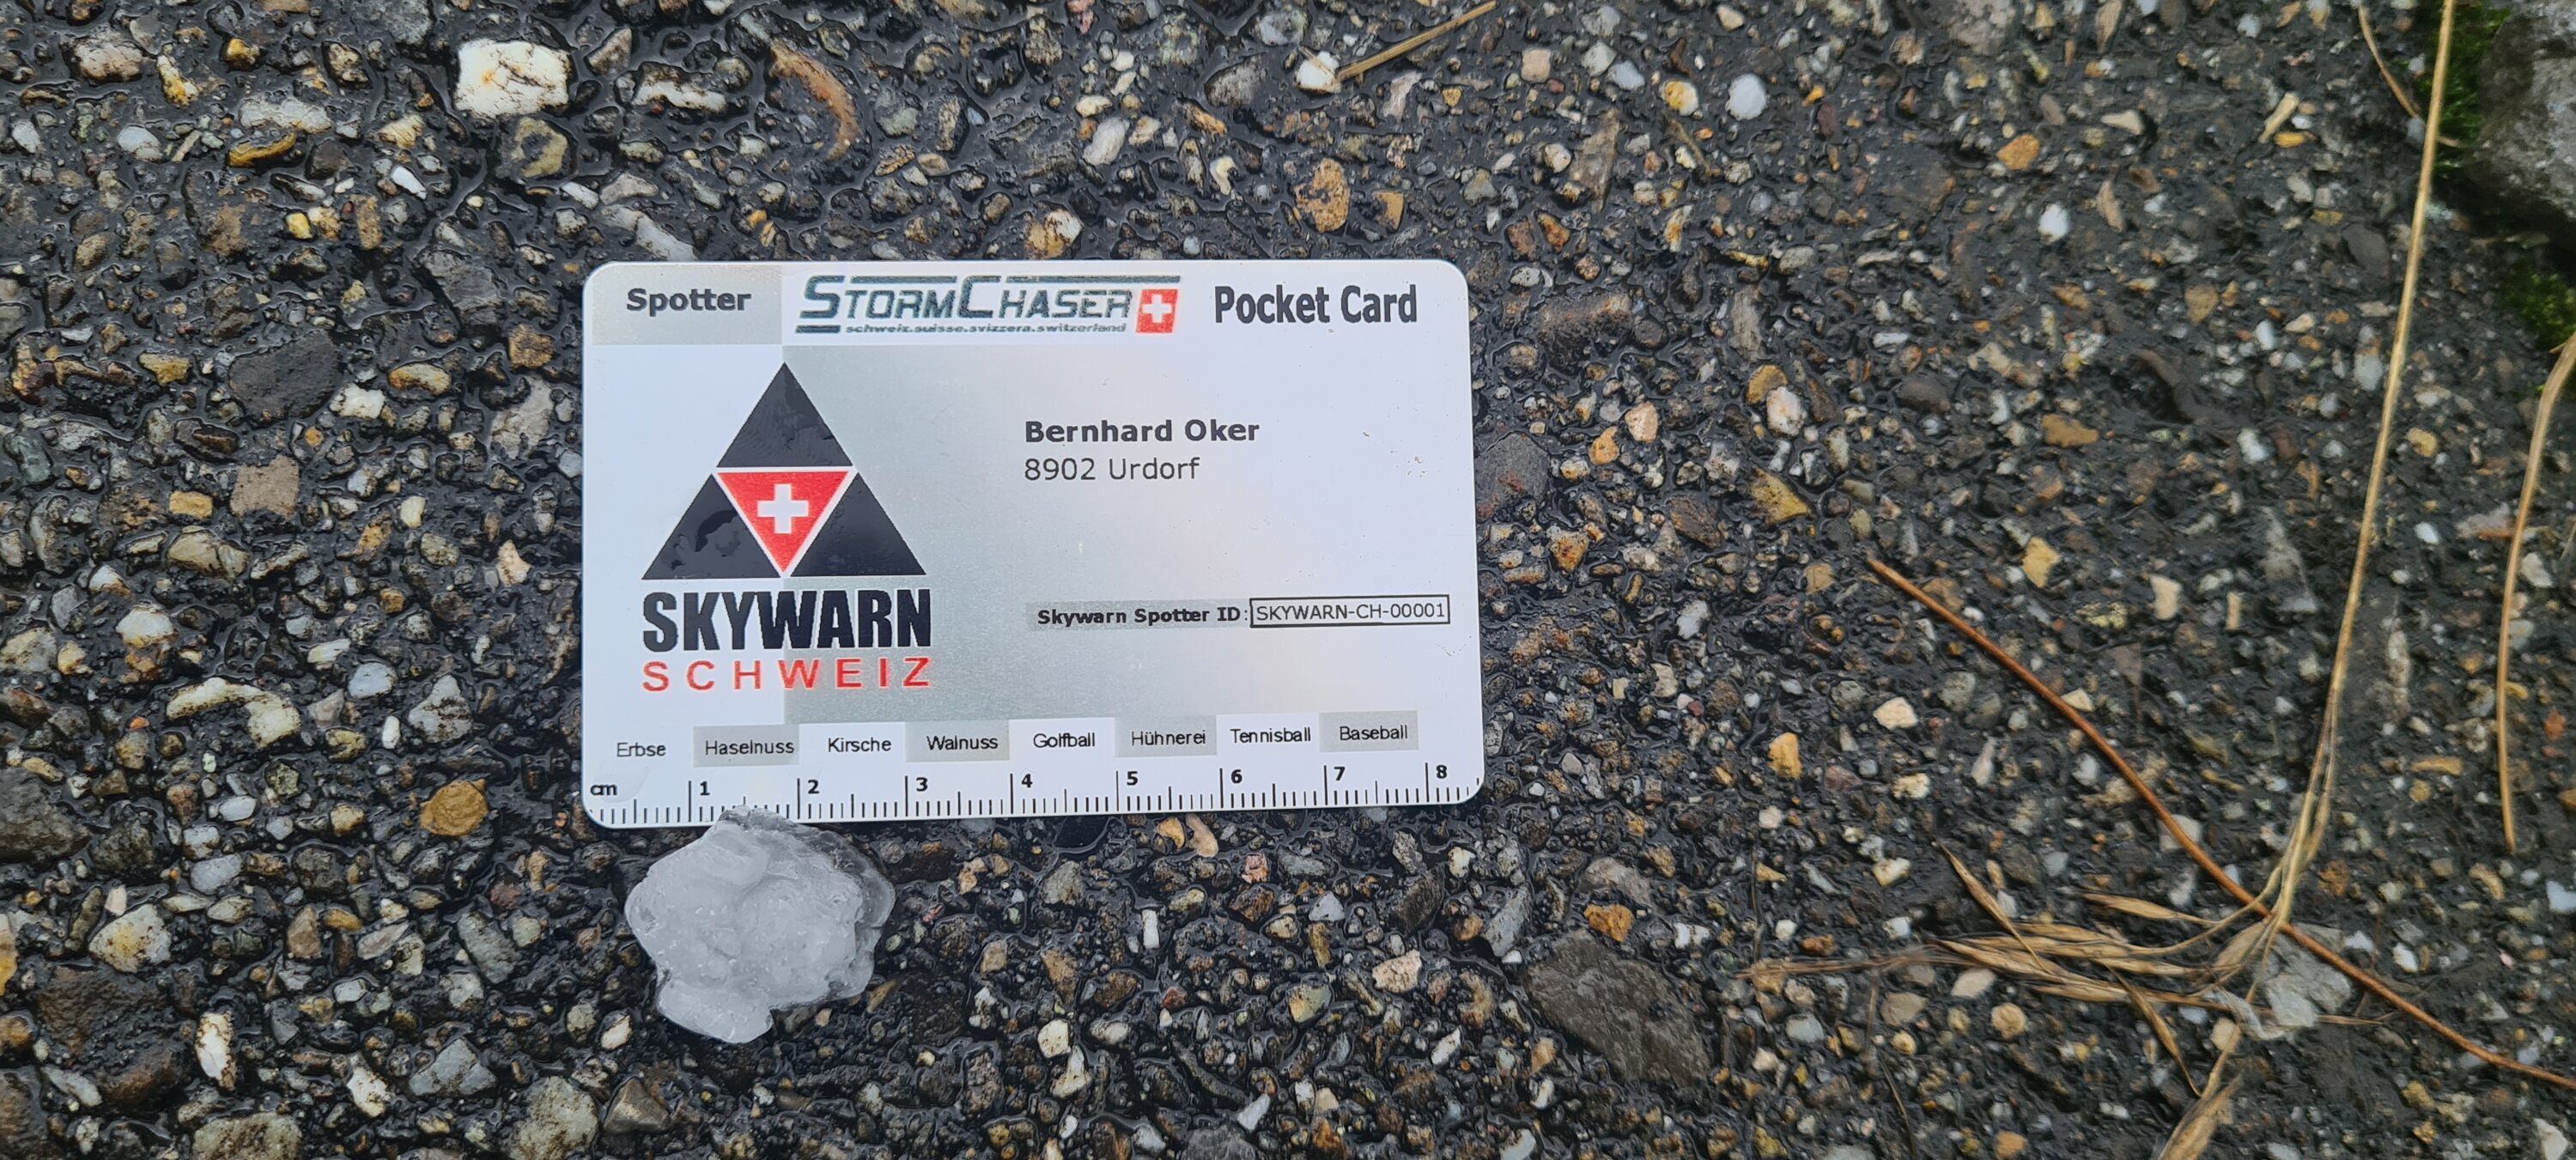 Spotter STORMCHASER Pocket Card
schweiz.suisse.svizzera.switzerland
Bernhard Oker
8902 Urdorf
Skywarn Spotter ID: SKYWARN-CH-00001
SKYWARN
SCHWEIZ
Erbse Haselnuss Kirsche Walnuss Golfball Hühnerei Tennisball Baseball
cm 1 2 3 4 5 6 7 8